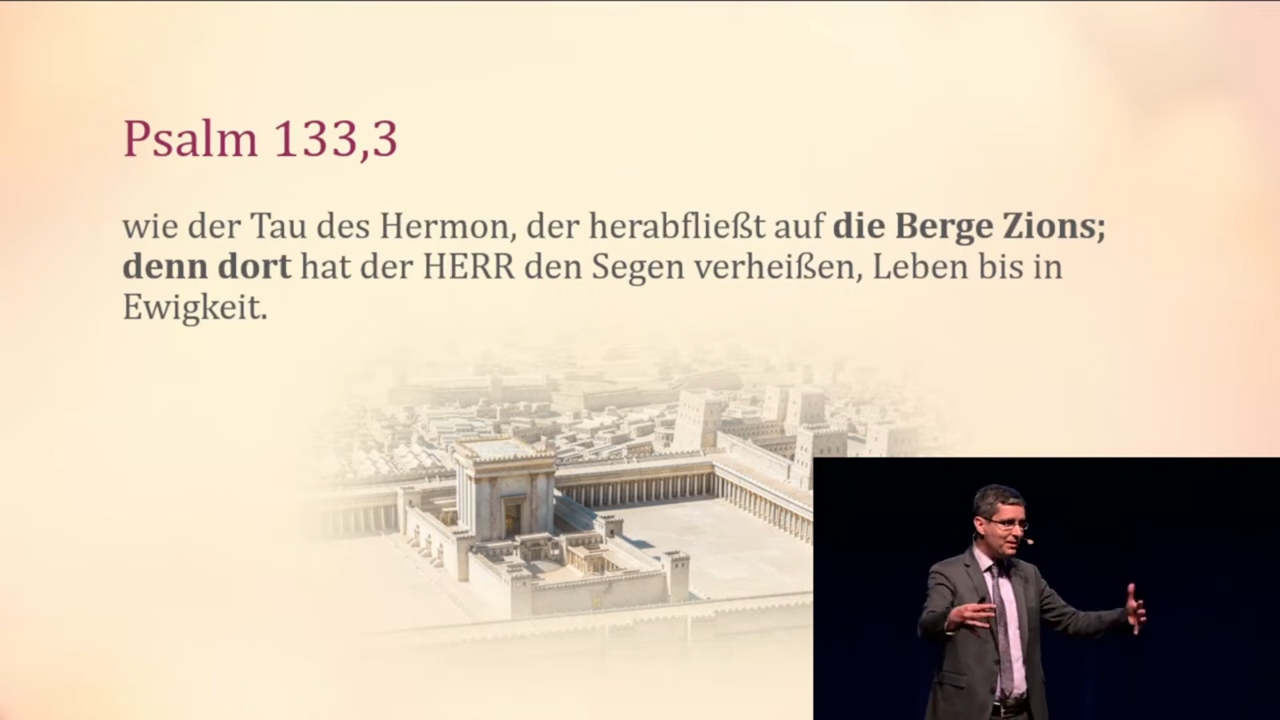 Psalm 133,3
wie der Tau des Hermon, der herabfließt auf die Berge Zions;
denn dort hat der HERR den Segen verheißen, Leben bis in
Ewigkeit.